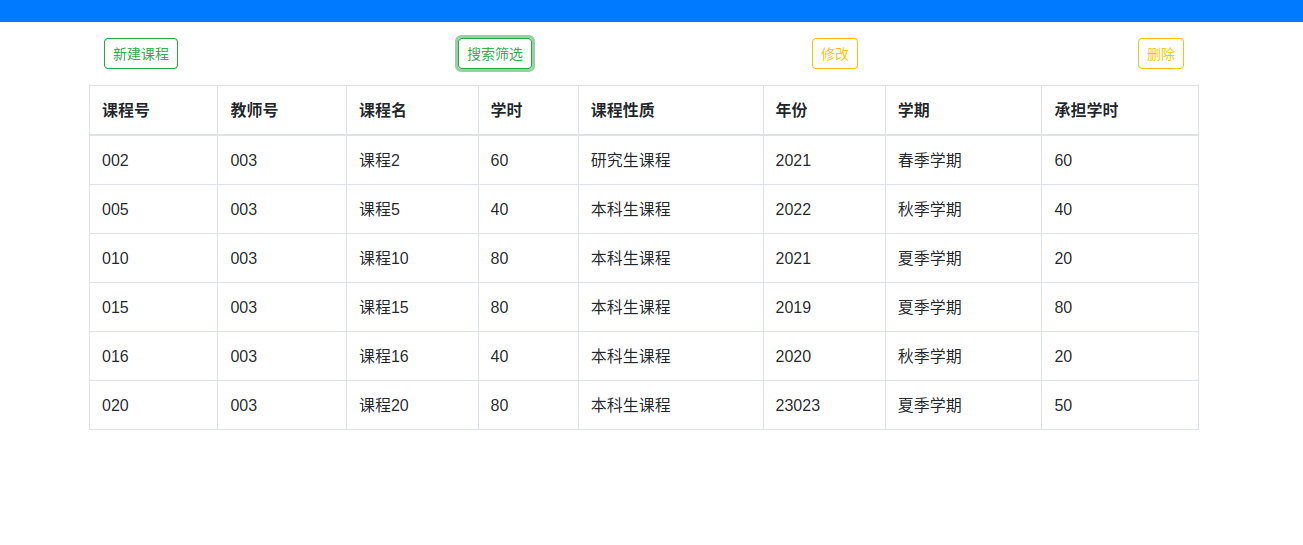 新建课程 搜索筛选 修改 删除
课程号 教师号 课程名 学时 课程性质 年份 学期 承担学时
002 003 课程2 60 研究生课程 2021 春季学期 60
005 003 课程5 40 本科生课程 2022 秋季学期 40
010 003 课程10 80 本科生课程 2021 夏季学期 20
015 003 课程15 80 本科生课程 2019 夏季学期 80
016 003 课程16 40 本科生课程 2020 秋季学期 20
020 003 课程20 80 本科生课程 23023 夏季学期 50